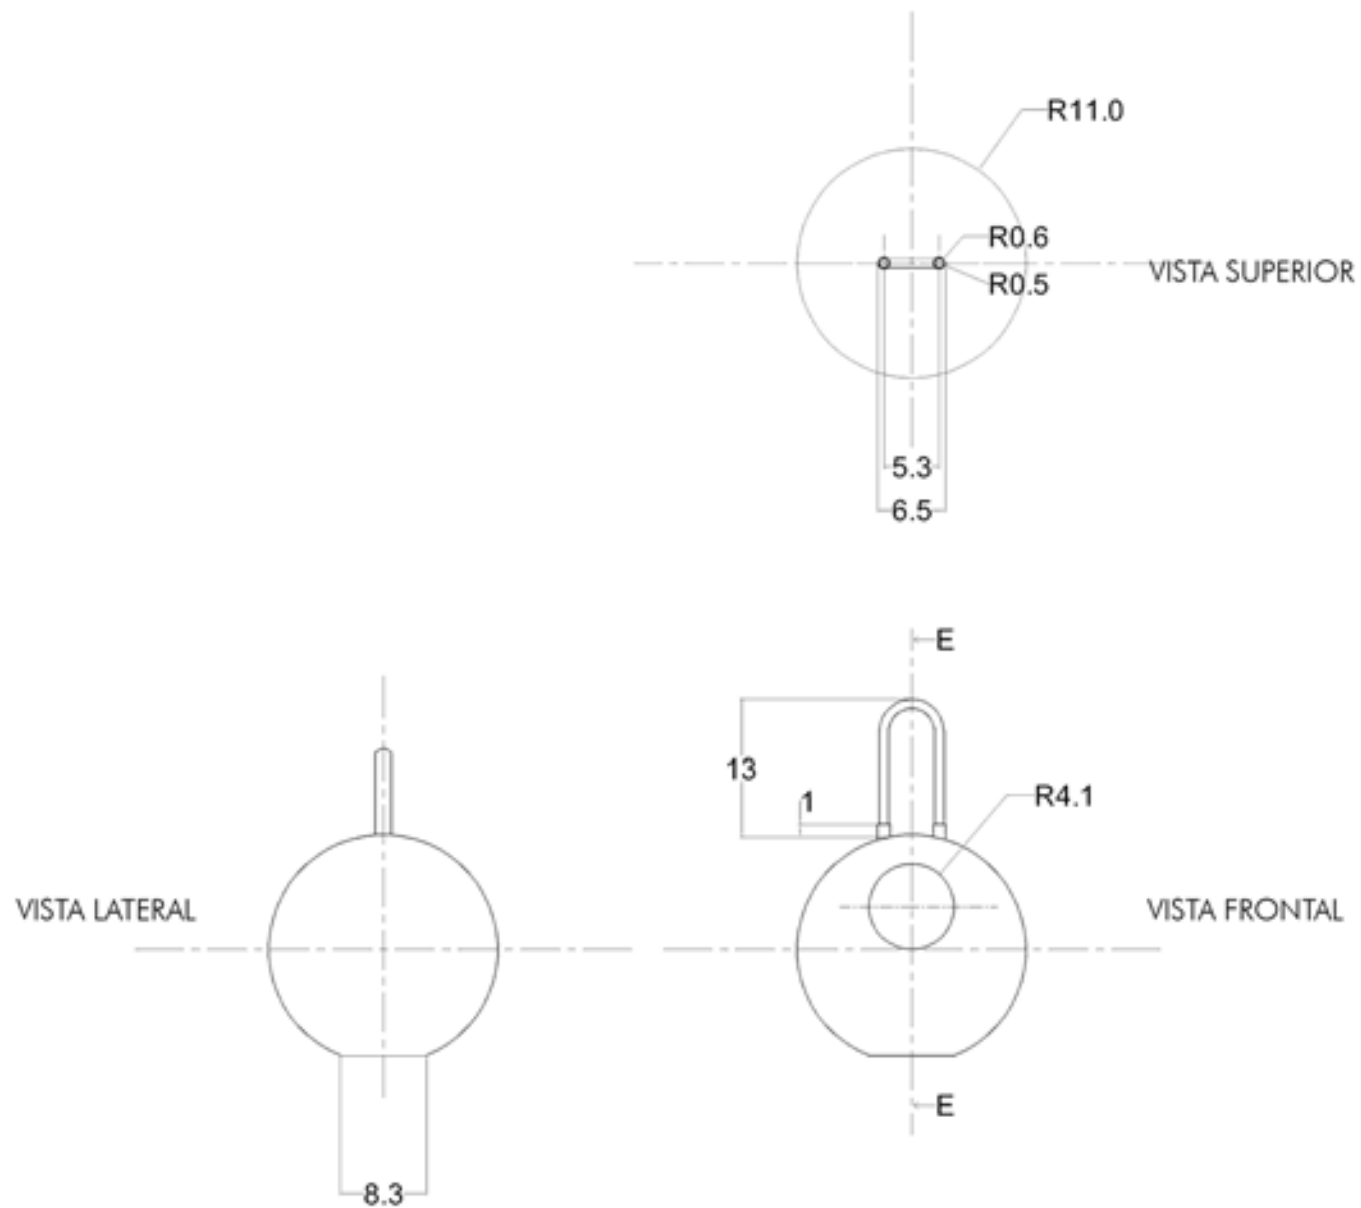 R11.0
R0.6
VISTA SUPERIOR
R0.5
5.3
6.5
E
13
1
R4.1
VISTA LATERAL
VISTA FRONTAL
E
8.3